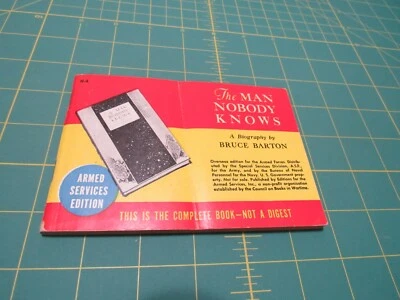 The MAN
NOBODY
KNOWS
A Biography by
BRUCE BARTON
Overseas edition for the Armed Forces. Distrib-
uted by the Special Services Division, A.S.F.,
for the Army, and by the Bureau of Naval
Personnel for the Navy. U. S. Government prop-
erty. Not for sale. Published by Editions for the
Armed Services, Inc., a non-profit organization
established by the Council on Books in Wartime.
ARMED
SERVICES
EDITION
THIS IS THE COMPLETE BOOK—NOT A DIGEST